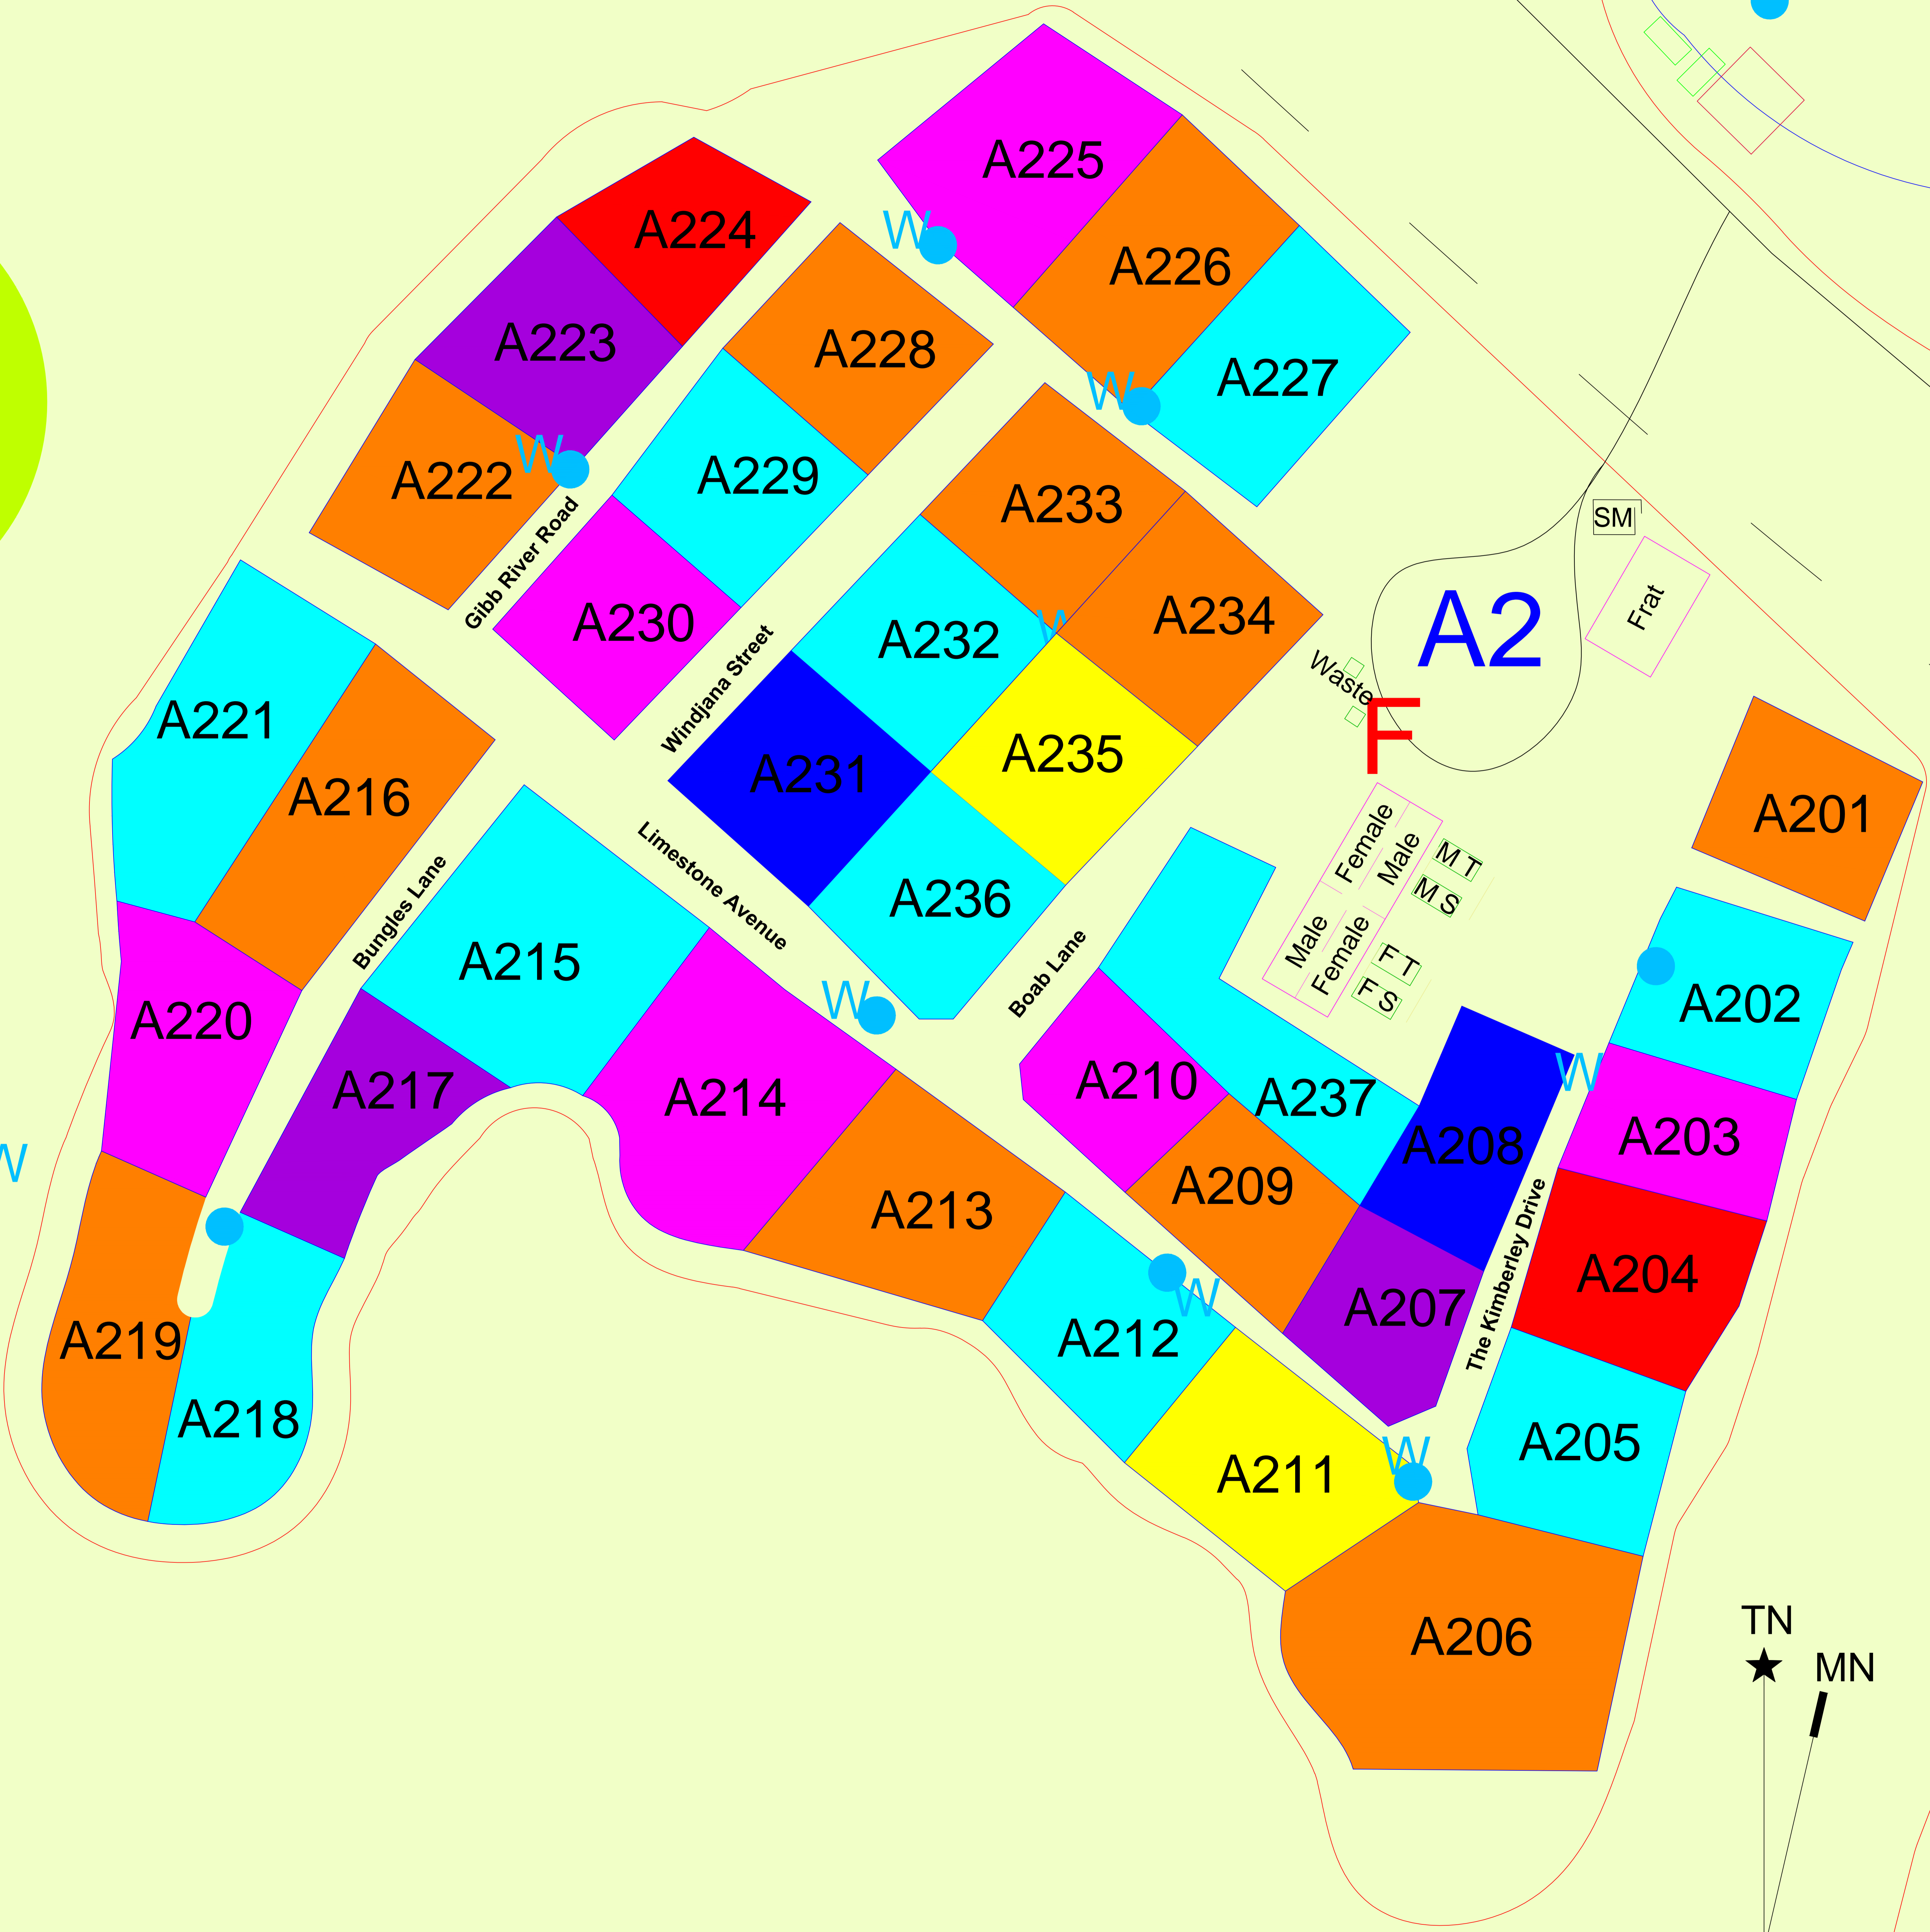 A225
A224
W
A226
A223
A228
W
A227
A222
W
A229
A233
SM
Gibb River Road
A230
A232
W
A234
A2
Frat
Waste
Windjana Street
F
A221
A216
A231
A235
A201
Limestone Avenue
Female
Male
M T
M S
Bungles Lane
A215
A236
Boab Lane
Male
Female
F T
F S
W
A202
A220
A217
A214
A210
A237
A208
W
A203
W
A213
A209
The Kimberley Drive
A204
A207
A219
A212
W
A218
A211
W
A205
A206
TN
MN